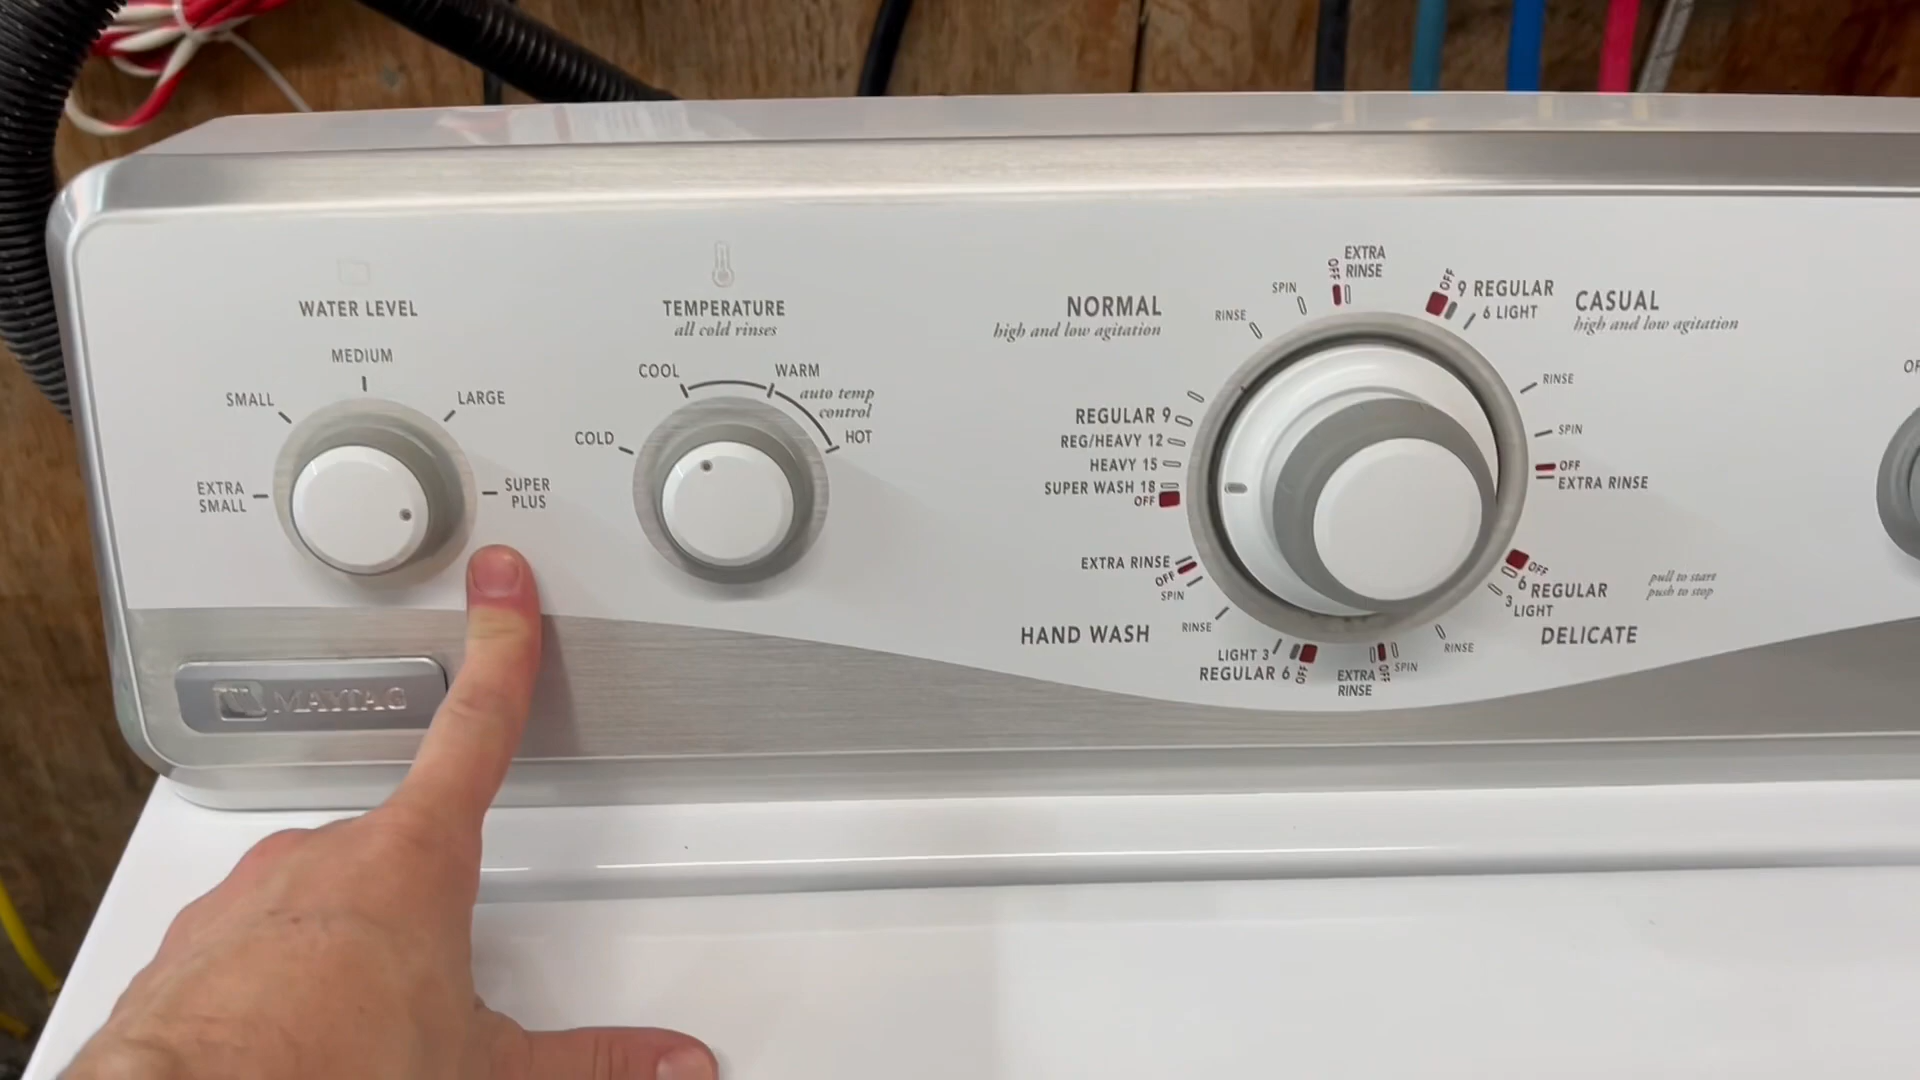 WATER LEVEL
MEDIUM
SMALL
LARGE
EXTRA
SMALL
SUPER
PLUS
MAYTAG
TEMPERATURE
all cold rinses
COOL
WARM
auto temp
control
COLD
HOT
NORMAL
high and low agitation
RINSE
SPIN
OFF
EXTRA
RINSE
REGULAR 9
REG/HEAVY 12
HEAVY 15
SUPER WASH 18
OFF
OFF
9 REGULAR
6 LIGHT
CASUAL
high and low agitation
RINSE
SPIN
OFF
EXTRA RINSE
OFF
6 REGULAR
3 LIGHT
DELICATE
RINSE
SPIN
OFF
EXTRA
RINSE
pull to start
push to stop
EXTRA RINSE
OFF
SPIN
RINSE
HAND WASH
LIGHT 3
REGULAR 6
OFF